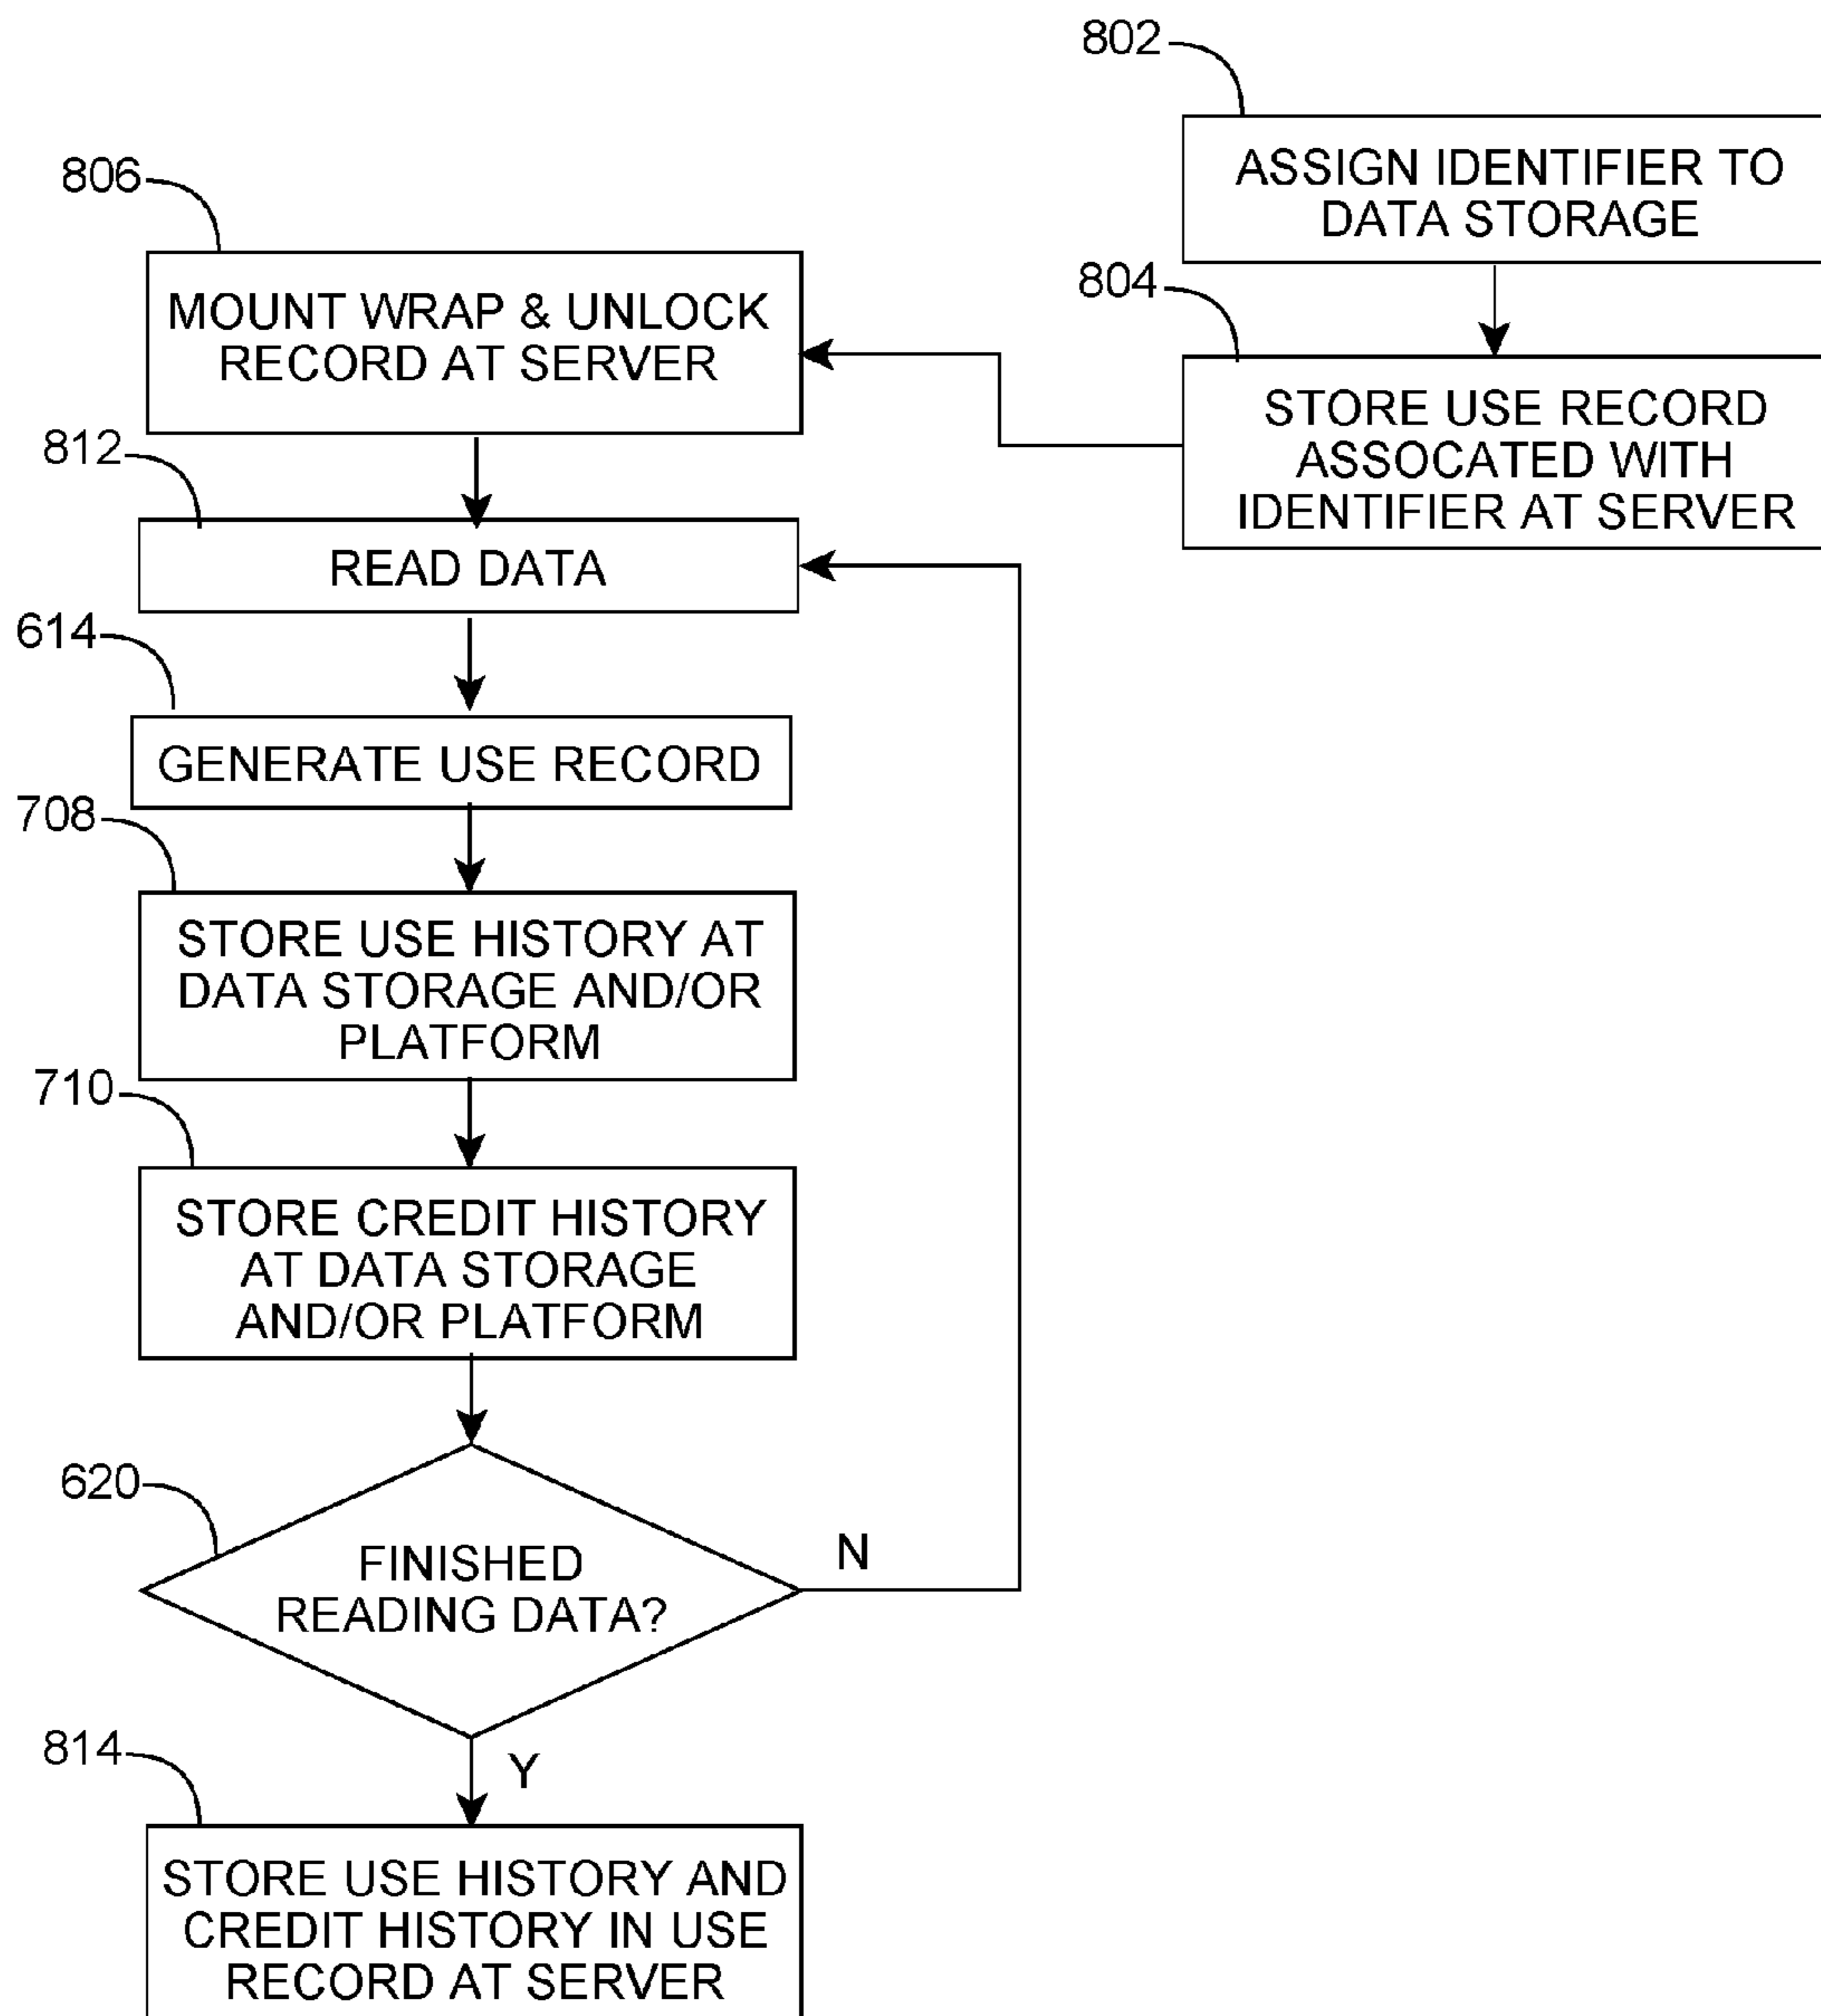 802
ASSIGN IDENTIFIER TO
DATA STORAGE
804
STORE USE RECORD
ASSOCATED WITH
IDENTIFIER AT SERVER
806
MOUNT WRAP & UNLOCK
RECORD AT SERVER
812
READ DATA
614
GENERATE USE RECORD
708
STORE USE HISTORY AT
DATA STORAGE AND/OR
PLATFORM
710
STORE CREDIT HISTORY
AT DATA STORAGE
AND/OR PLATFORM
620
FINISHED
READING DATA?
N
Y
814
STORE USE HISTORY AND
CREDIT HISTORY IN USE
RECORD AT SERVER